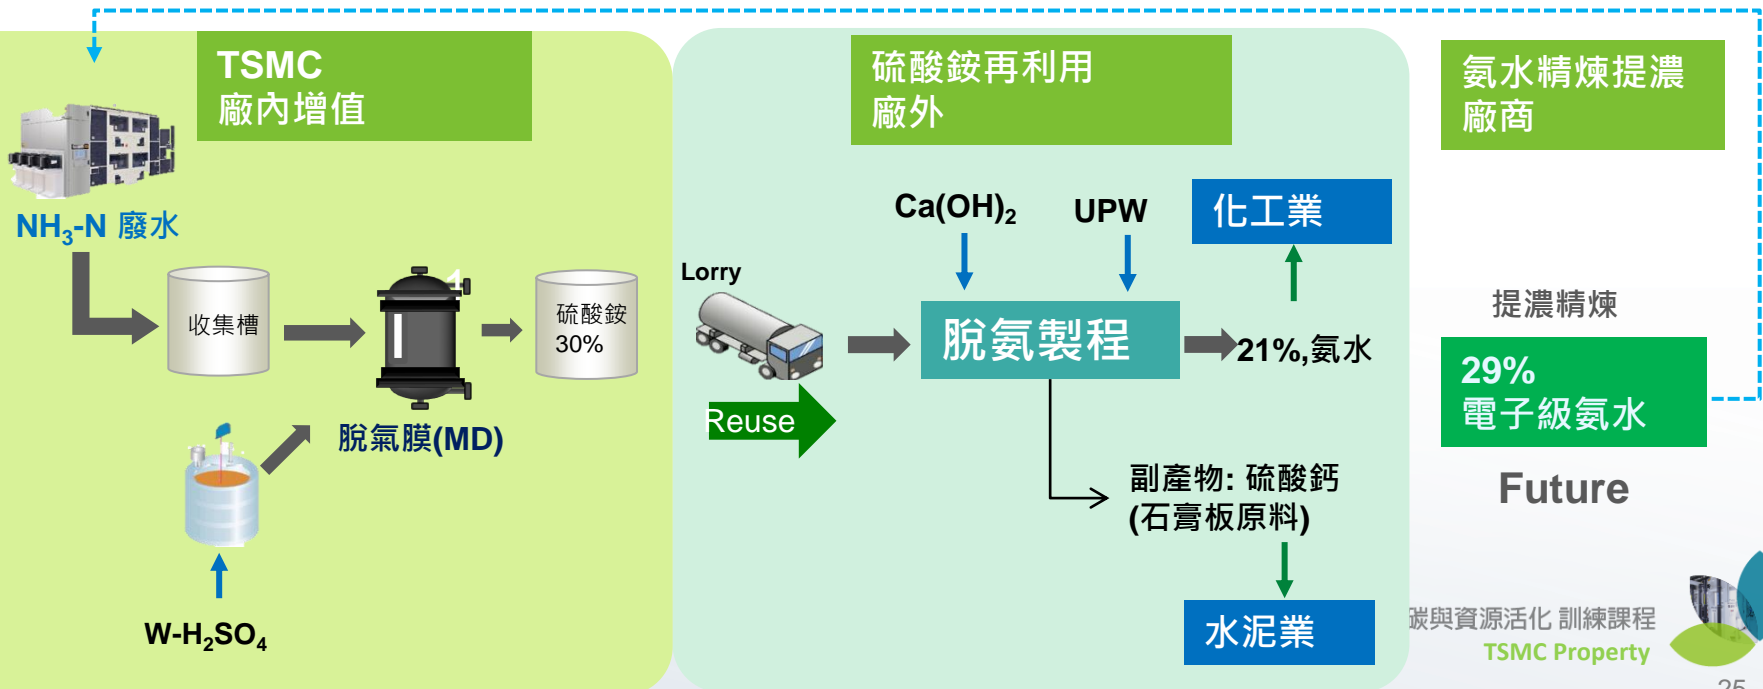 TSMC
廠內增值
NH₃-N 廢水
收集槽
脫氣膜(MD)
硫酸銨
30%
W-H₂SO₄
硫酸銨再利用
廠外
Lorry
Reuse
Ca(OH)₂
UPW
脫氨製程
化工業
21%,氨水
副產物: 硫酸鈣
(石膏板原料)
水泥業
氨水精煉提濃
廠商
提濃精煉
29%
電子級氨水
Future
碳與資源活化 訓練課程
TSMC Property
25